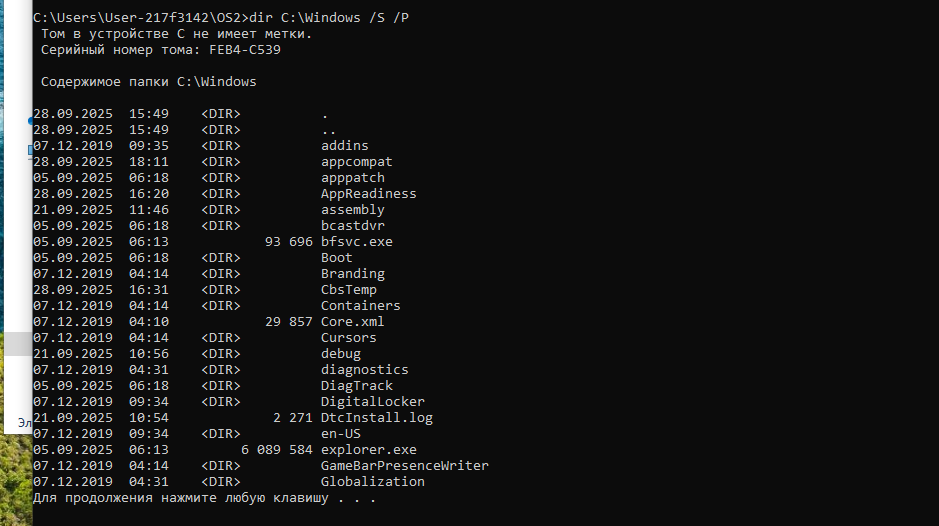 C:\Users\User-217f3142\OS2>dir C:\Windows /S /P
Том в устройстве C не имеет метки.
Серийный номер тома: FEB4-C539
Содержимое папки C:\Windows
28.09.2025  15:49    <DIR>          .
28.09.2025  15:49    <DIR>          ..
07.12.2019  09:35    <DIR>          addins
28.09.2025  18:11    <DIR>          appcompat
05.09.2025  06:18    <DIR>          apppatch
28.09.2025  16:20    <DIR>          AppReadiness
21.09.2025  11:46    <DIR>          assembly
05.09.2025  06:18    <DIR>          bcastdvr
05.09.2025  06:13            93 696 bfsvc.exe
05.09.2025  06:18    <DIR>          Boot
07.12.2019  04:14    <DIR>          Branding
28.09.2025  16:31    <DIR>          CbsTemp
07.12.2019  04:14    <DIR>          Containers
07.12.2019  04:10            29 857 Core.xml
07.12.2019  04:14    <DIR>          Cursors
21.09.2025  10:56    <DIR>          debug
07.12.2019  04:31    <DIR>          diagnostics
05.09.2025  06:18    <DIR>          DiagTrack
07.12.2019  09:34    <DIR>          DigitalLocker
21.09.2025  10:54             2 271 DtcInstall.log
07.12.2019  09:34    <DIR>          en-US
05.09.2025  06:13         6 089 584 explorer.exe
07.12.2019  04:14    <DIR>          GameBarPresenceWriter
07.12.2019  04:31    <DIR>          Globalization
Для продолжения нажмите любую клавишу . . .
Эл